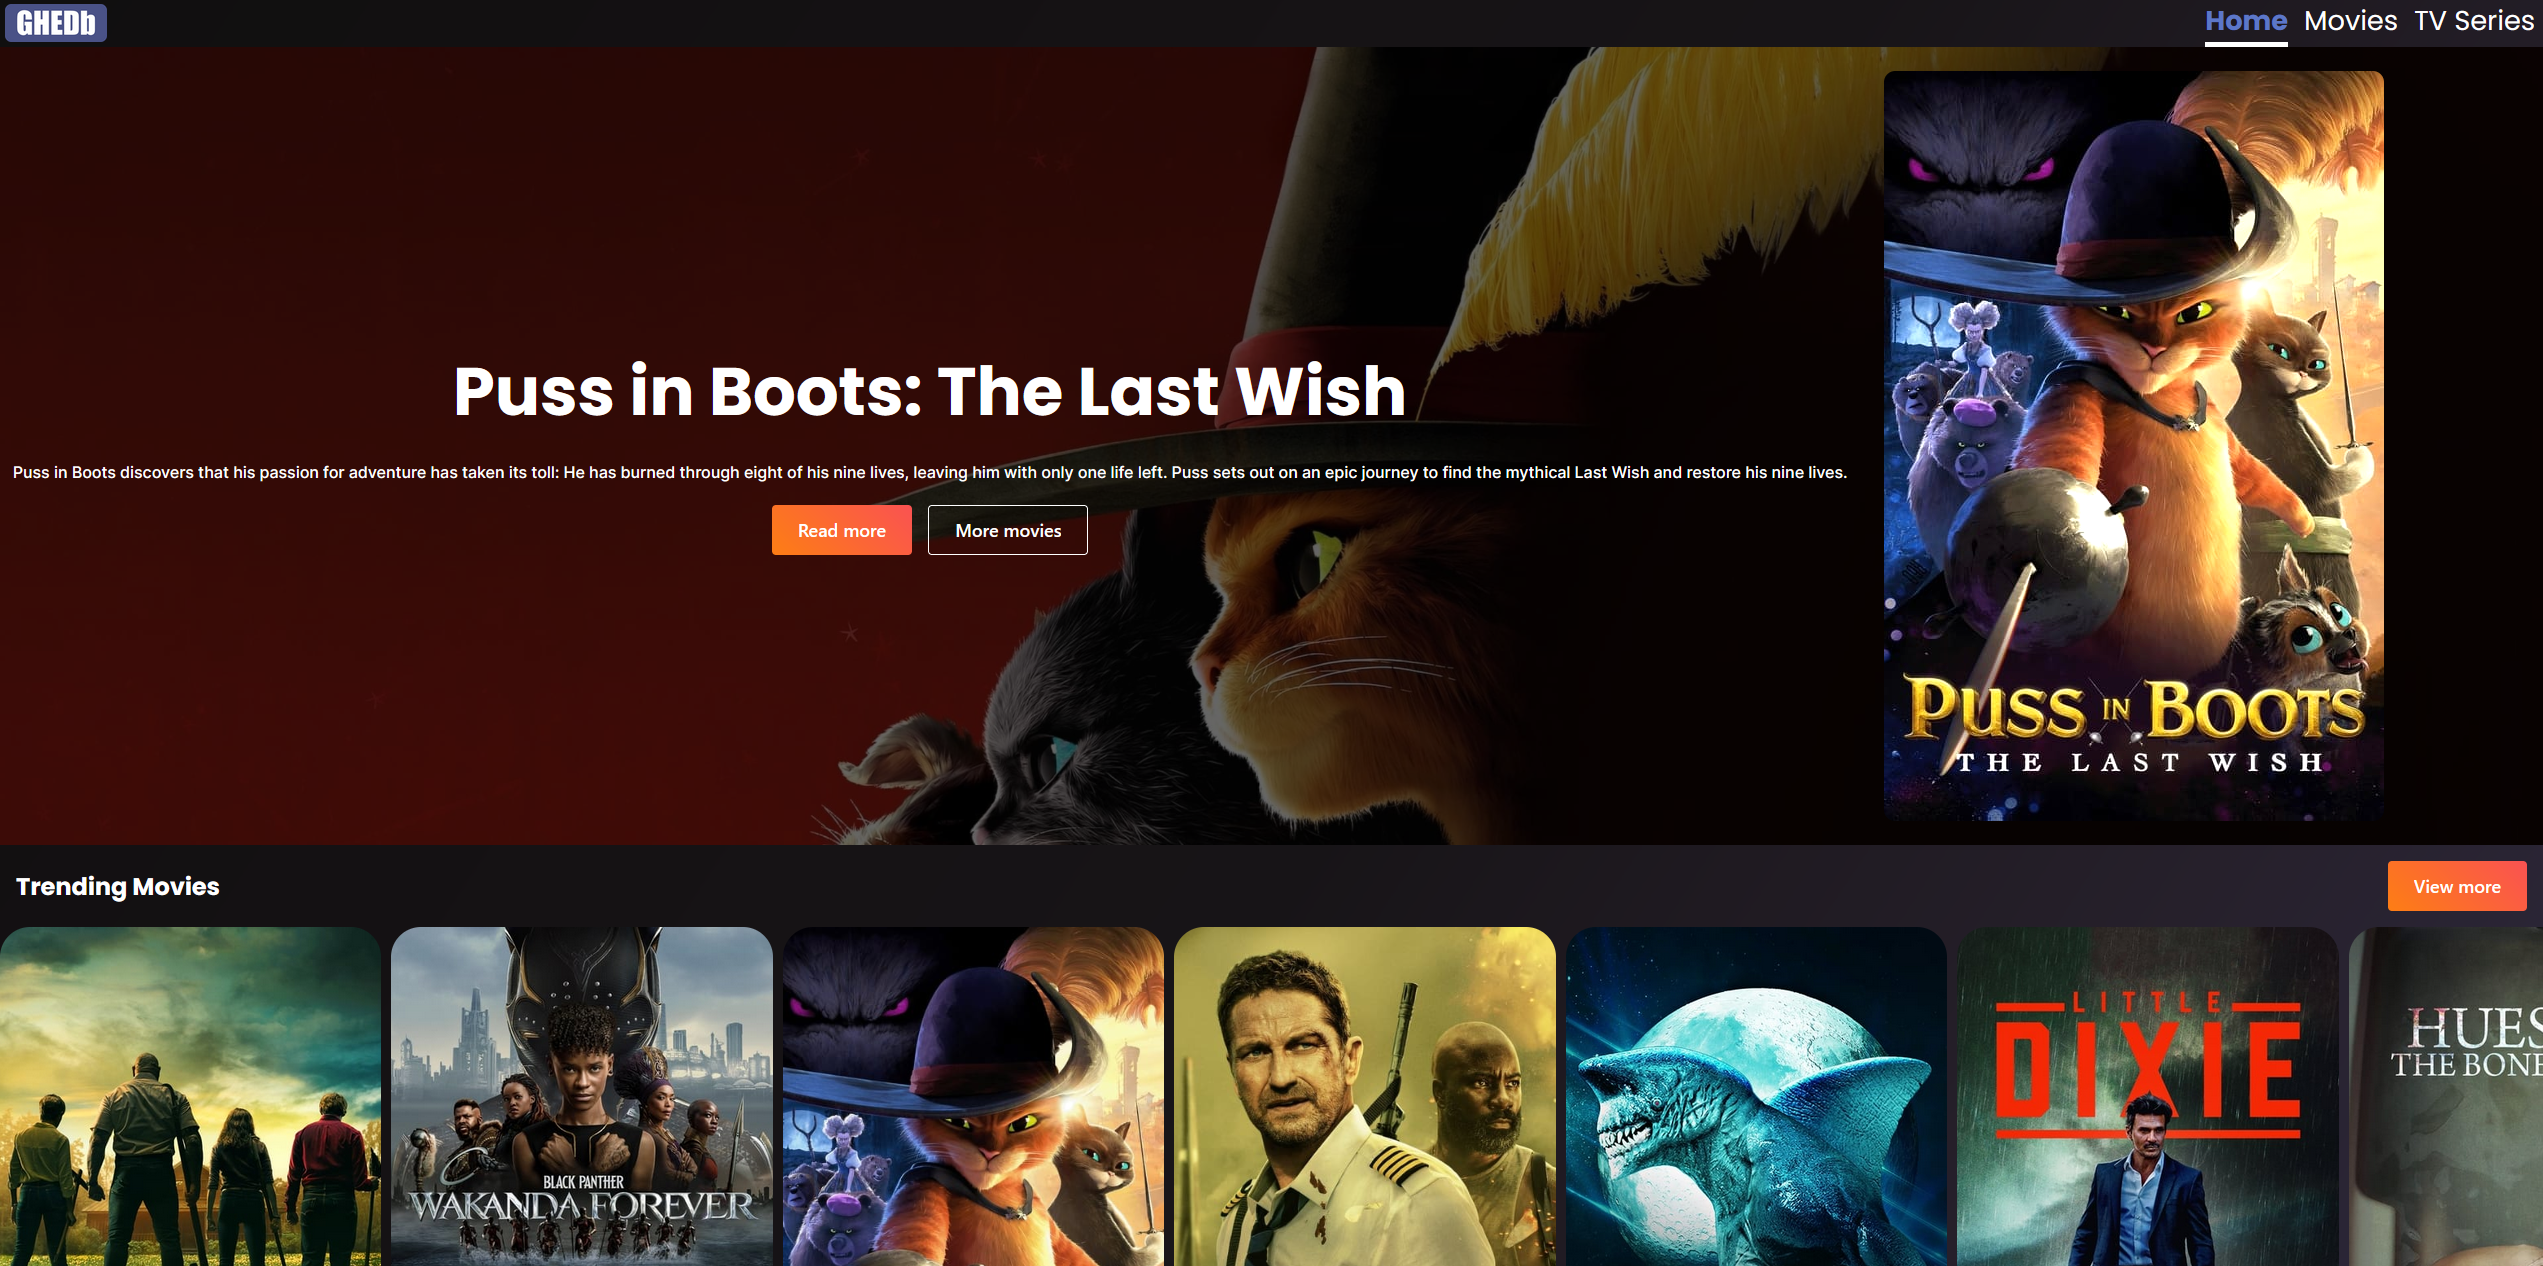 GHEDb
Home Movies TV Series
Puss in Boots: The Last Wish
Puss in Boots discovers that his passion for adventure has taken its toll: He has burned through eight of his nine lives, leaving him with only one life left. Puss sets out on an epic journey to find the mythical Last Wish and restore his nine lives.
Read more
More movies
PUSS IN BOOTS
THE LAST WISH
Trending Movies
View more
BLACK PANTHER
WAKANDA FOREVER
LITTLE
DIXIE
HUES
THE BONE